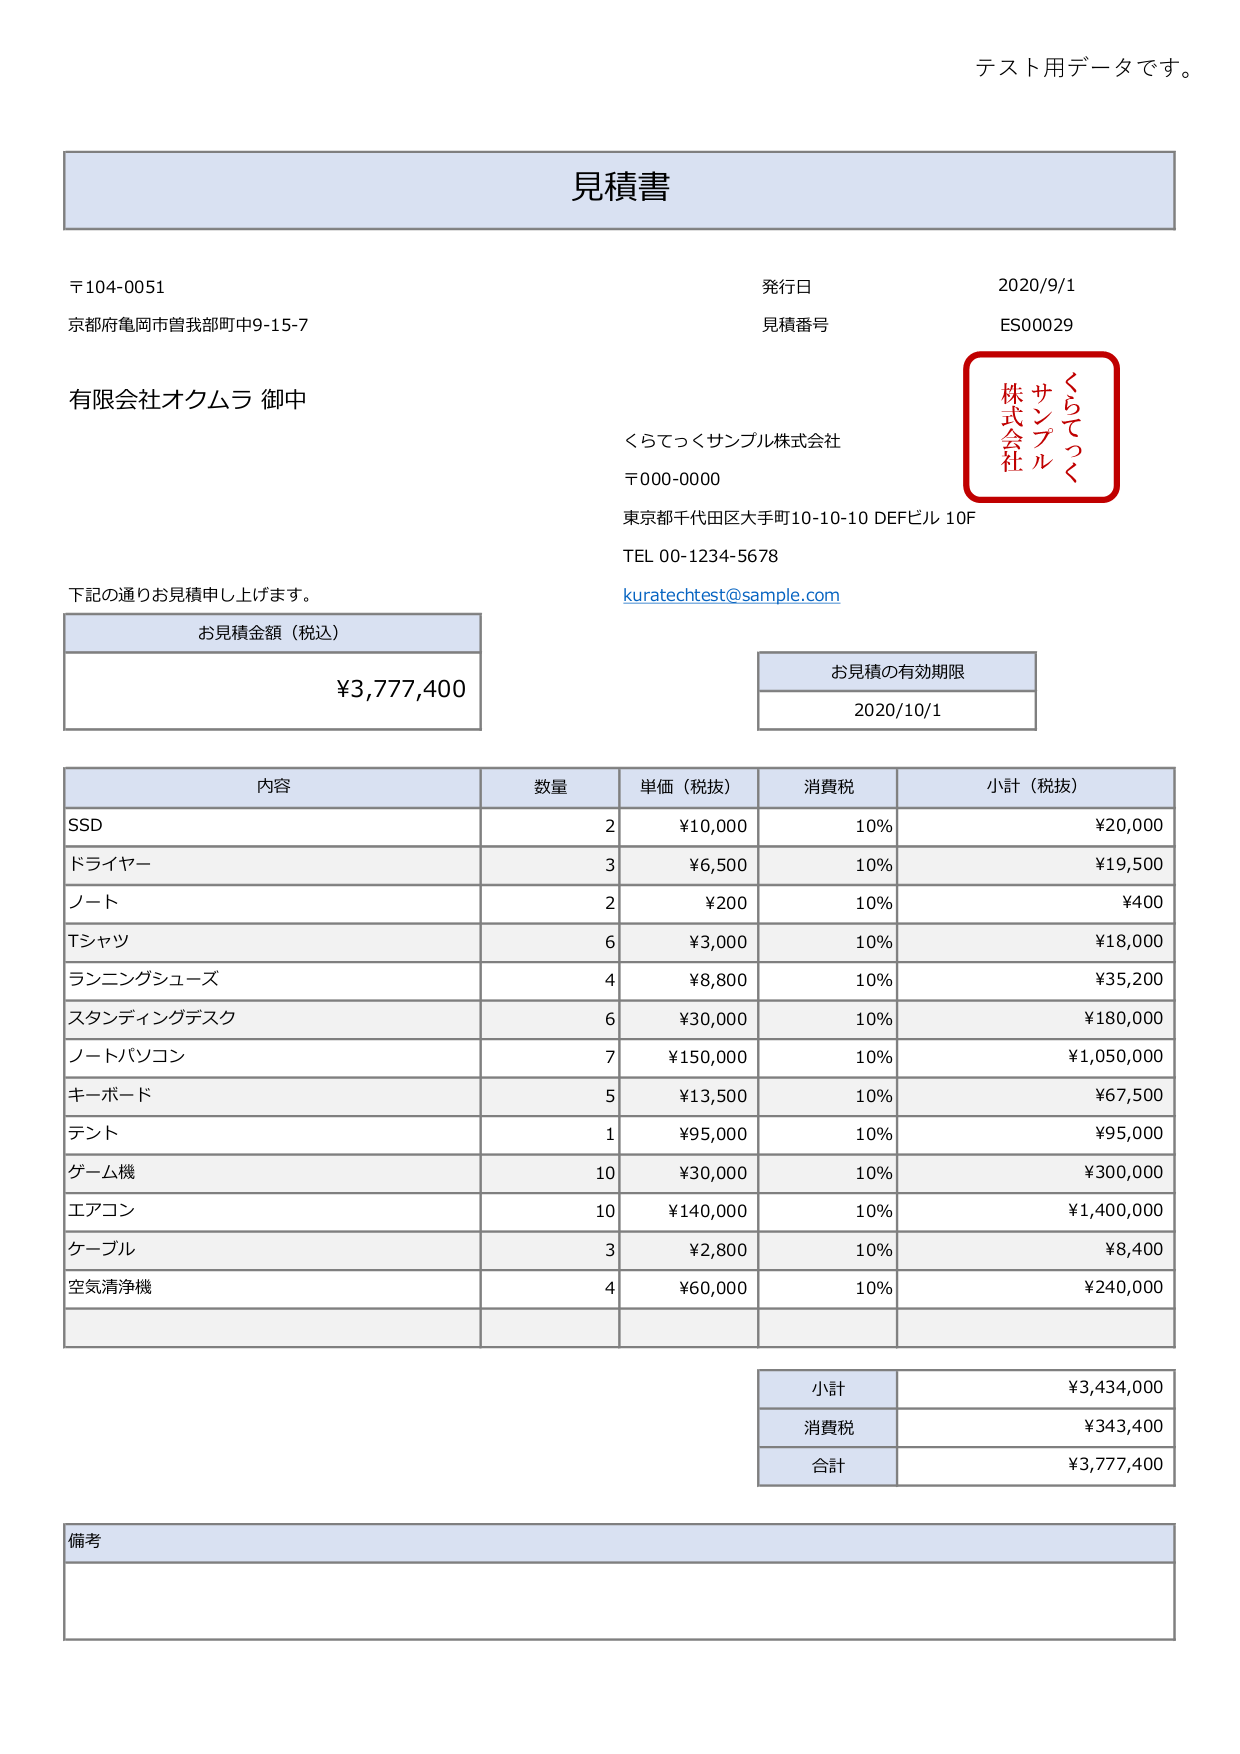 テスト用データです。
見積書
〒104-0051
発行日 2020/9/1
京都府亀岡市曽我部町中9-15-7
見積番号 ES00029
有限会社オクムラ 御中
くらてっく
サンプル
株式会社
くらてっくサンプル株式会社
〒000-0000
東京都千代田区大手町10-10-10 DEFビル 10F
TEL 00-1234-5678
下記の通りお見積申し上げます。
kuratechtest@sample.com
お見積金額（税込）
¥3,777,400
お見積の有効期限
2020/10/1
内容 数量 単価（税抜） 消費税 小計（税抜）
SSD 2 ¥10,000 10% ¥20,000
ドライヤー 3 ¥6,500 10% ¥19,500
ノート 2 ¥200 10% ¥400
Tシャツ 6 ¥3,000 10% ¥18,000
ランニングシューズ 4 ¥8,800 10% ¥35,200
スタンディングデスク 6 ¥30,000 10% ¥180,000
ノートパソコン 7 ¥150,000 10% ¥1,050,000
キーボード 5 ¥13,500 10% ¥67,500
テント 1 ¥95,000 10% ¥95,000
ゲーム機 10 ¥30,000 10% ¥300,000
エアコン 10 ¥140,000 10% ¥1,400,000
ケーブル 3 ¥2,800 10% ¥8,400
空気清浄機 4 ¥60,000 10% ¥240,000
小計 ¥3,434,000
消費税 ¥343,400
合計 ¥3,777,400
備考